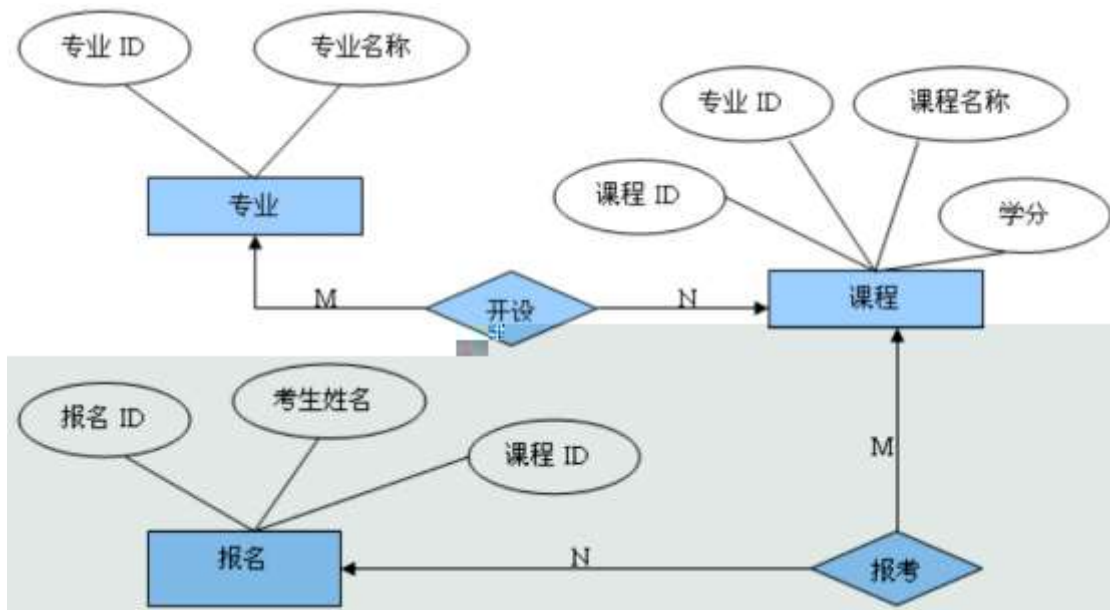 专业 ID
专业名称
专业 ID
课程名称
课程 ID
学分
专业
课程
M
开设
N
报名 ID
考生姓名
课程 ID
M
报名
N
报考